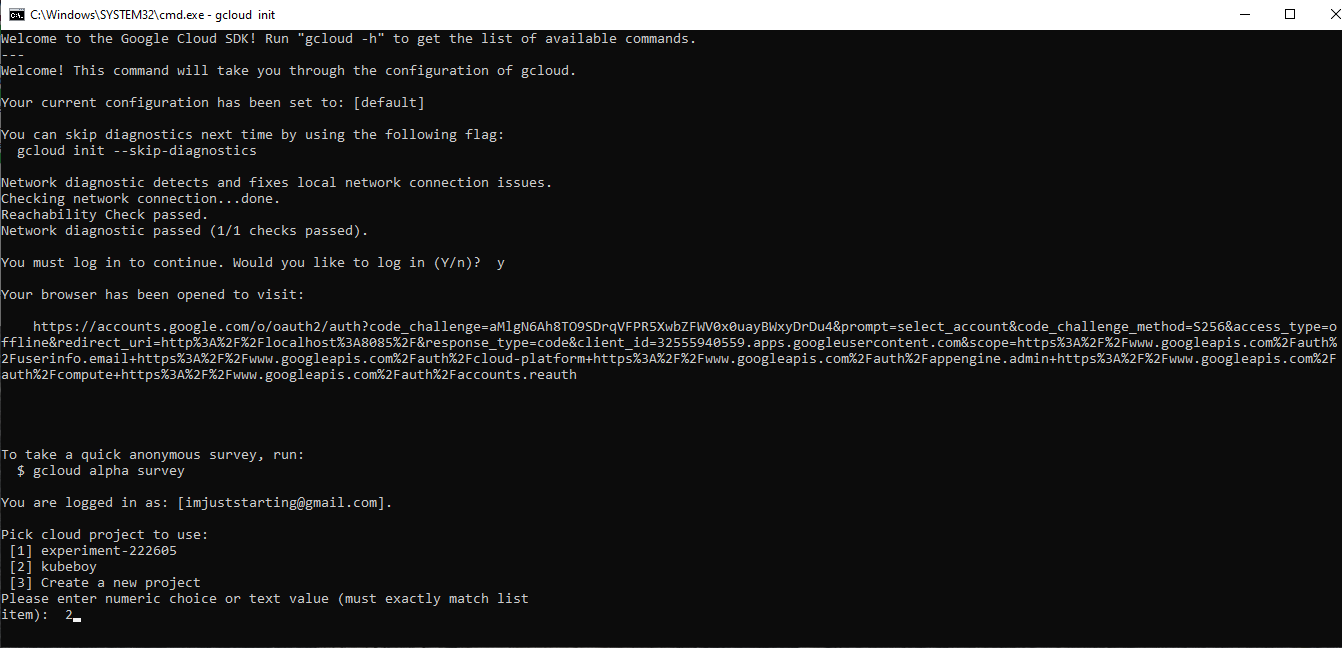 C:\Windows\SYSTEM32\cmd.exe - gcloud init
Welcome to the Google Cloud SDK! Run "gcloud -h" to get the list of available commands.
---
Welcome! This command will take you through the configuration of gcloud.
Your current configuration has been set to: [default]
You can skip diagnostics next time by using the following flag:
gcloud init --skip-diagnostics
Network diagnostic detects and fixes local network connection issues.
Checking network connection...done.
Reachability Check passed.
Network diagnostic passed (1/1 checks passed).
You must log in to continue. Would you like to log in (Y/n)?  y
Your browser has been opened to visit:
https://accounts.google.com/o/oauth2/auth?code_challenge=aMlgN6Ah8TO9SDrqVFPR5XwbZFWV0x0uayBWxyDrDu4&prompt=select_account&code_challenge_method=S256&access_type=o
ffline&redirect_uri=http%3A%2F%2Flocalhost%3A8085%2F&response_type=code&client_id=32555940559.apps.googleusercontent.com&scope=https%3A%2F%2Fwww.googleapis.com%2Fauth%
2Fuserinfo.email+https%3A%2F%2Fwww.googleapis.com%2Fauth%2Fcloud-platform+https%3A%2F%2Fwww.googleapis.com%2Fauth%2Fappengine.admin+https%3A%2F%2Fwww.googleapis.com%2F
auth%2Fcompute+https%3A%2F%2Fwww.googleapis.com%2Fauth%2Faccounts.reauth
To take a quick anonymous survey, run:
$ gcloud alpha survey
You are logged in as: [imjuststarting@gmail.com].
Pick cloud project to use:
[1] experiment-222605
[2] kubeboy
[3] Create a new project
Please enter numeric choice or text value (must exactly match list
item):  2